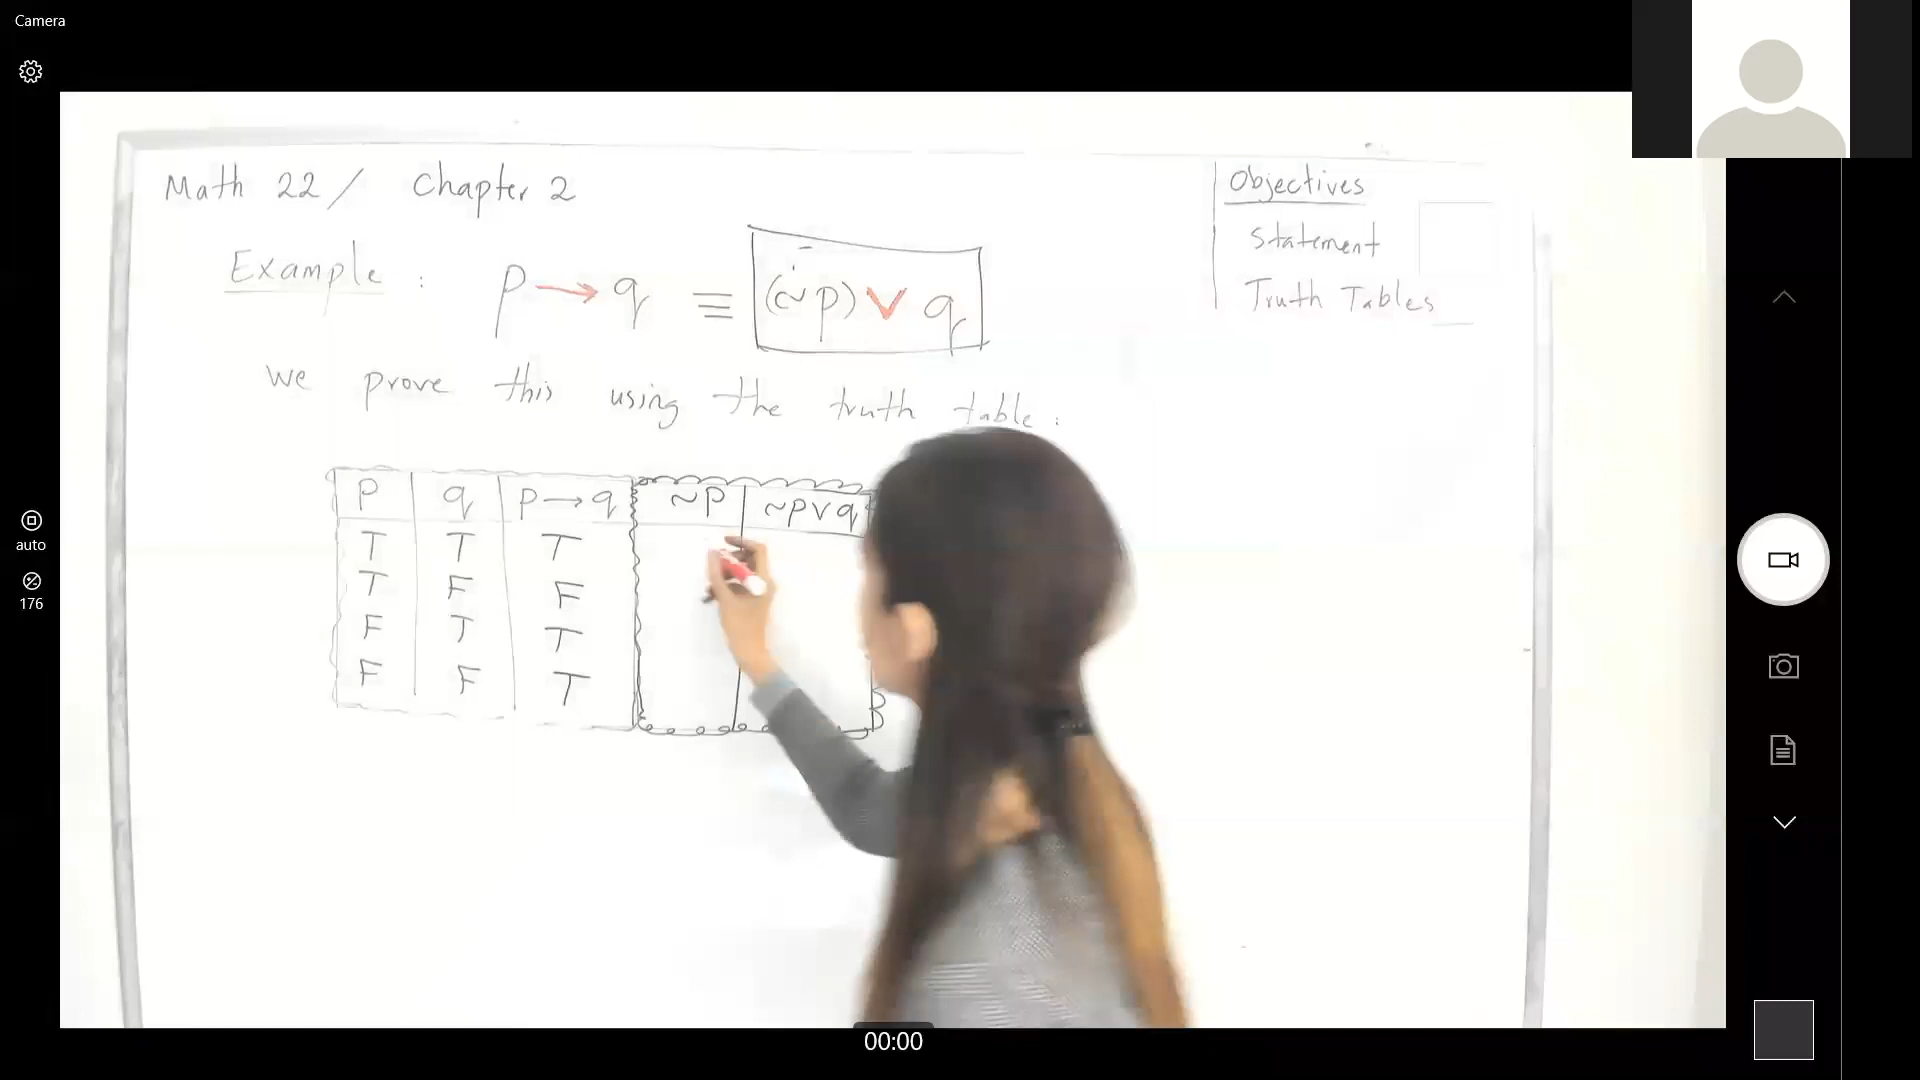 Camera
Math 22 / Chapter 2
Objectives
Statement
Truth Tables
Example : p → q ≡ (~p) ∨ q
We prove this using the truth table :
p q p → q ~p ~p∨q
T T T
T F F
F T T
F F T
auto
176
00:00